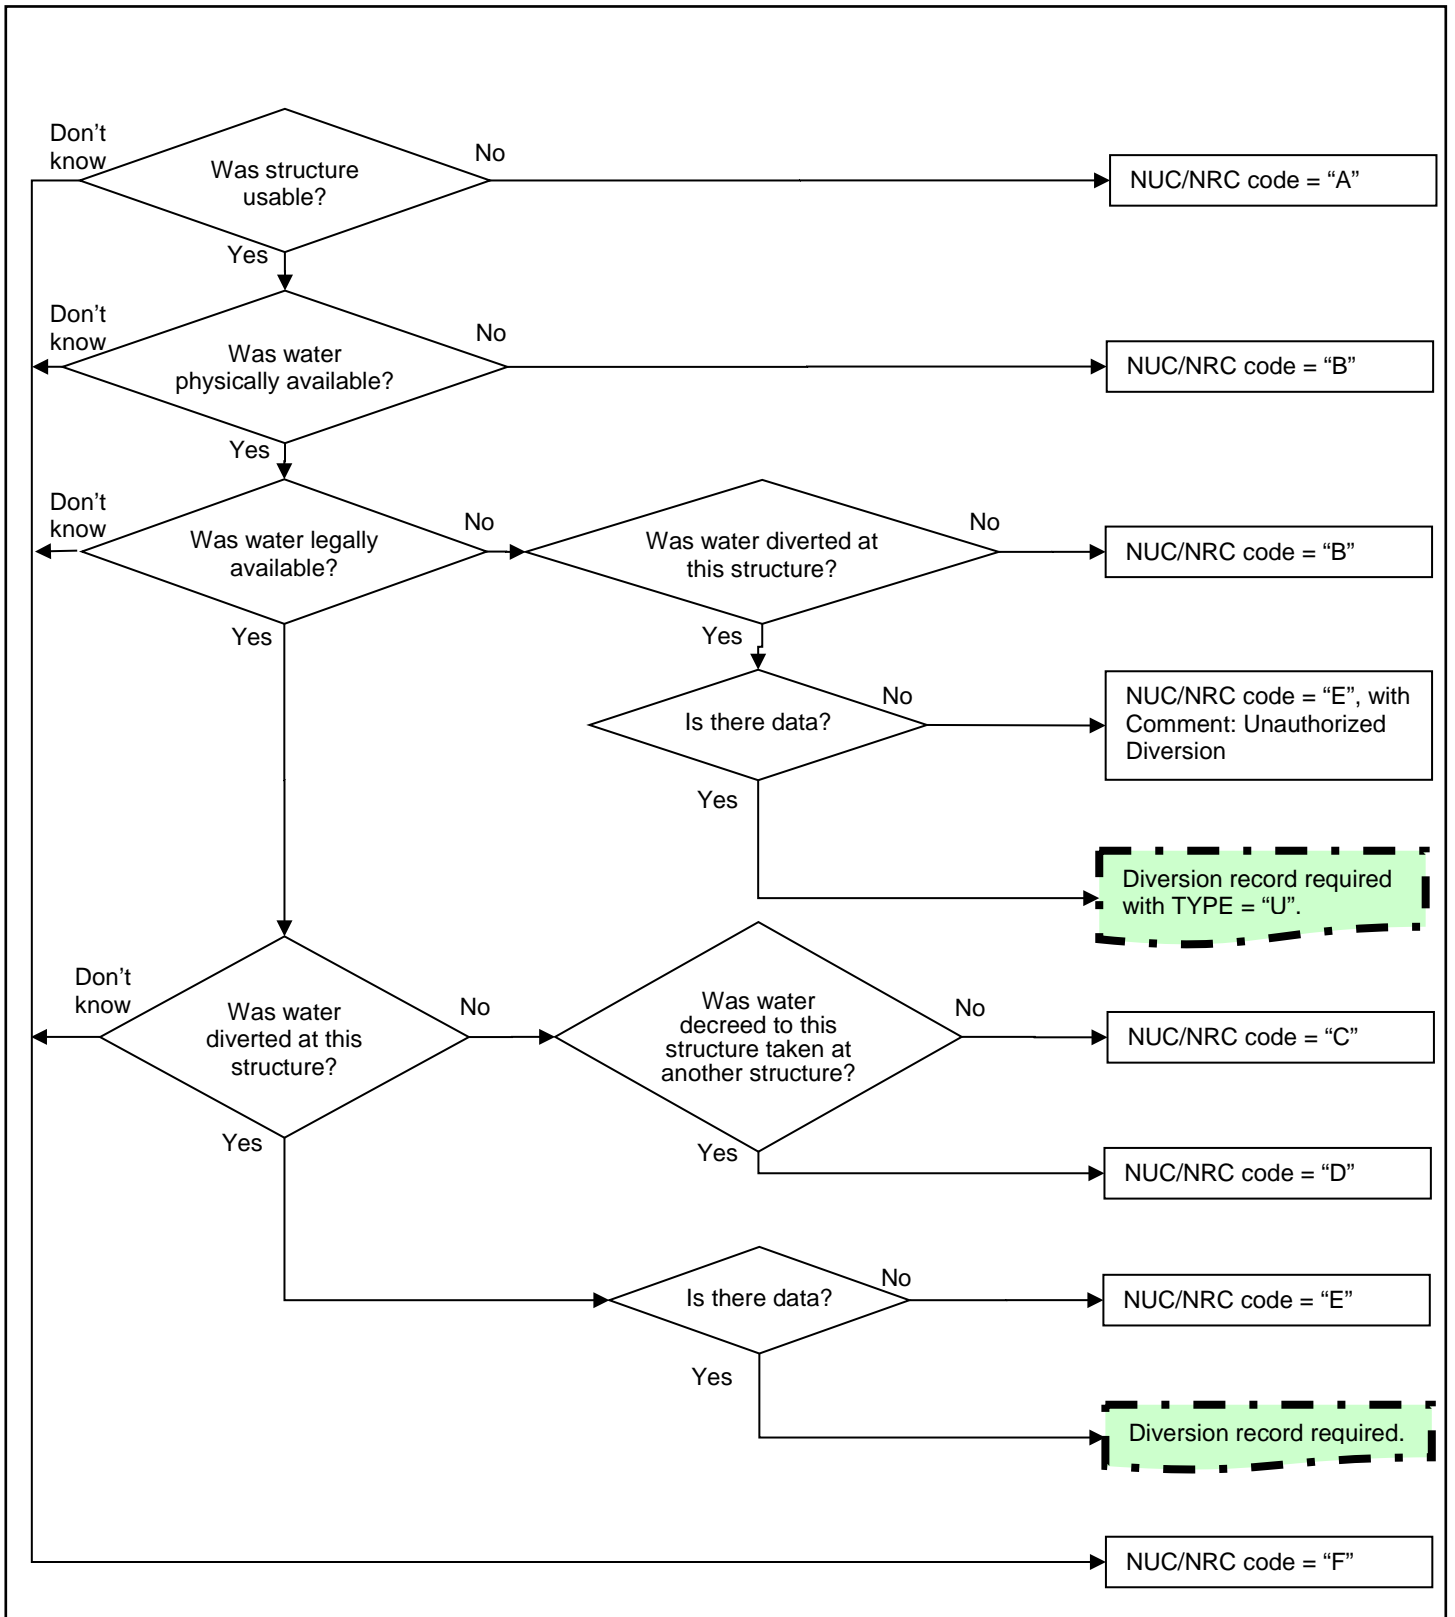 Don’t
know
No
Was structure
usable?
NUC/NRC code = “A”
Yes
Don’t
know
No
Was water
physically available?
NUC/NRC code = “B”
Yes
Don’t
know
No
No
Was water legally
available?
Was water diverted at
this structure?
NUC/NRC code = “B”
Yes
Yes
No
Is there data?
NUC/NRC code = “E”, with
Comment: Unauthorized
Diversion
Yes
Diversion record required
with TYPE = “U”.
Don’t
know
No
No
Was water
diverted at this
structure?
Was water
decreed to this
structure taken at
another structure?
NUC/NRC code = “C”
Yes
Yes
NUC/NRC code = “D”
No
Is there data?
NUC/NRC code = “E”
Yes
Diversion record required.
NUC/NRC code = “F”